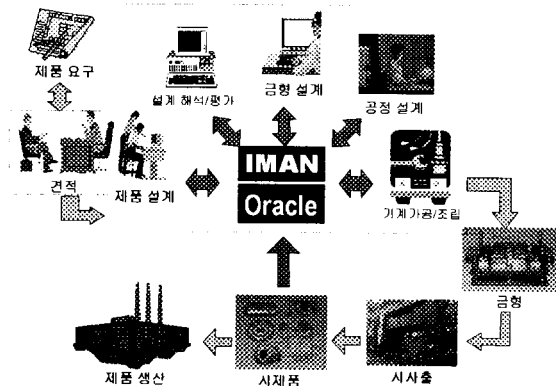 제품 요구
설계 해석/평가
금형 설계
공정 설계
견적
제품 설계
IMAN
Oracle
기계가공/조립
금형
시사출
시제품
제품 생산